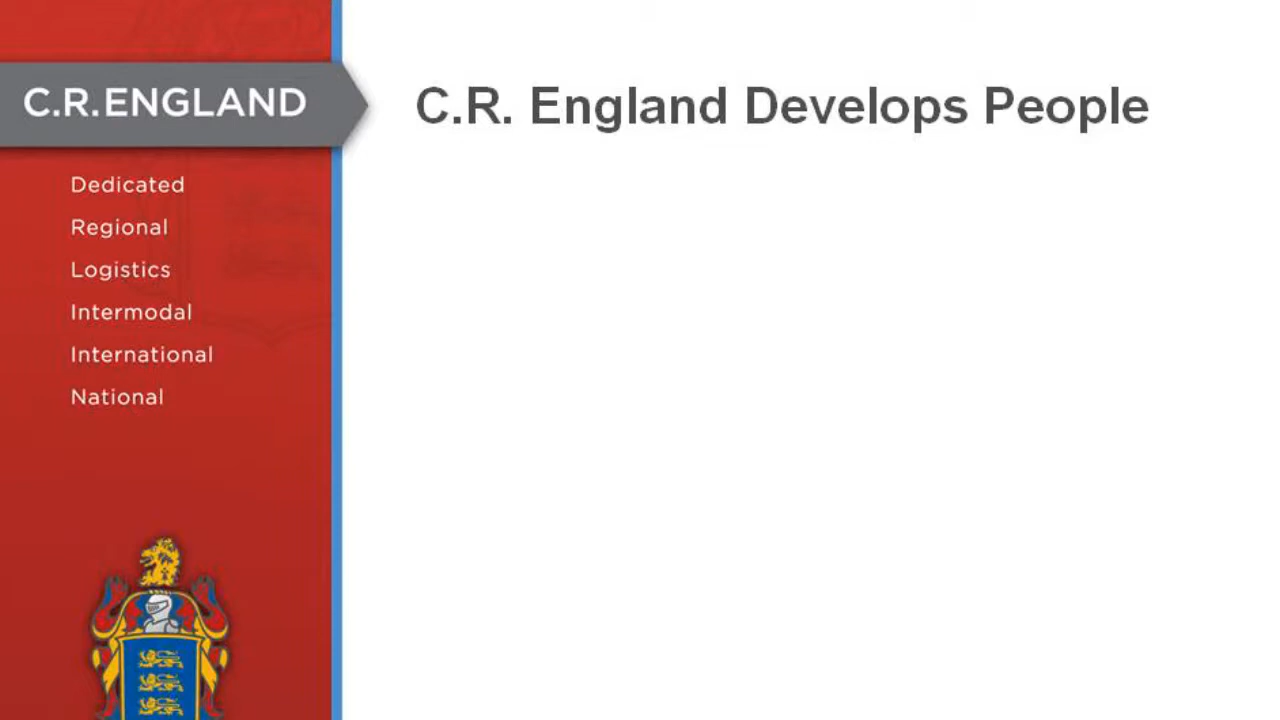 C.R.ENGLAND
C.R. England Develops People
Dedicated
Regional
Logistics
Intermodal
International
National